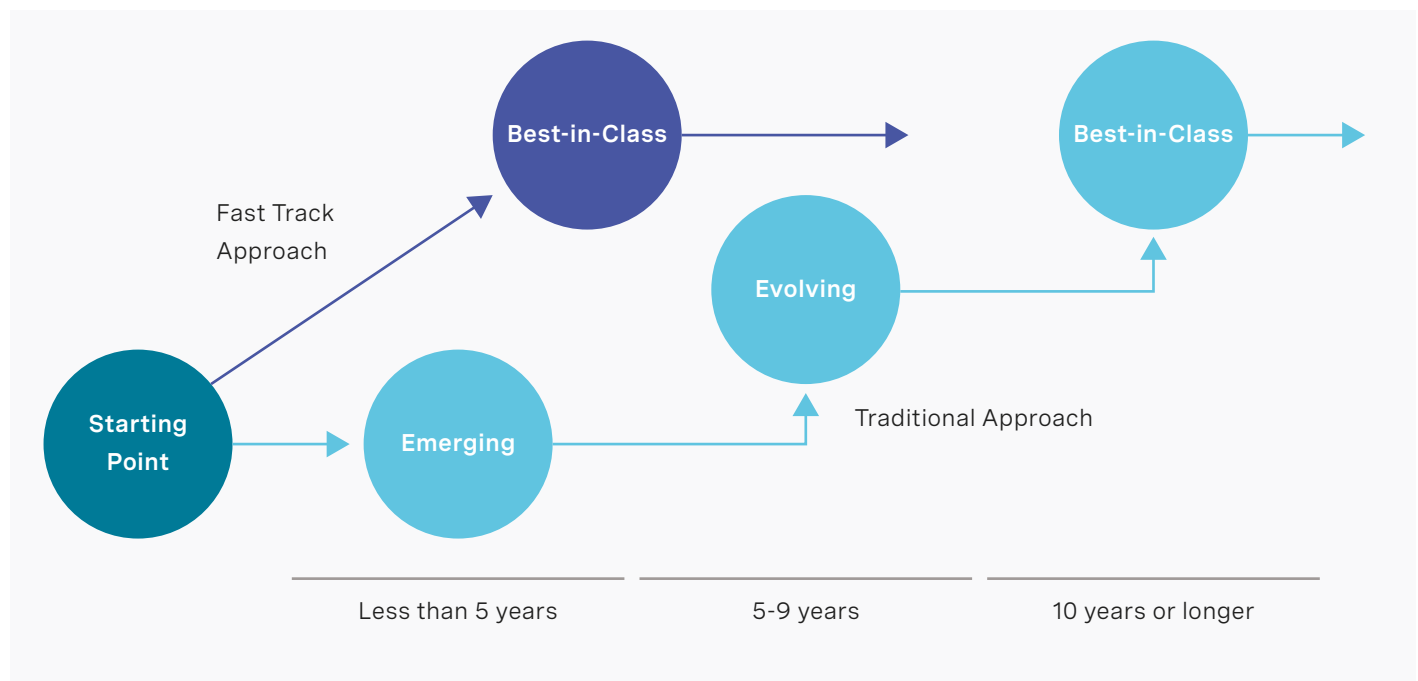 Best-in-Class
Best-in-Class
Fast Track
Approach
Evolving
Starting
Point
Emerging
Traditional Approach
Less than 5 years
5-9 years
10 years or longer